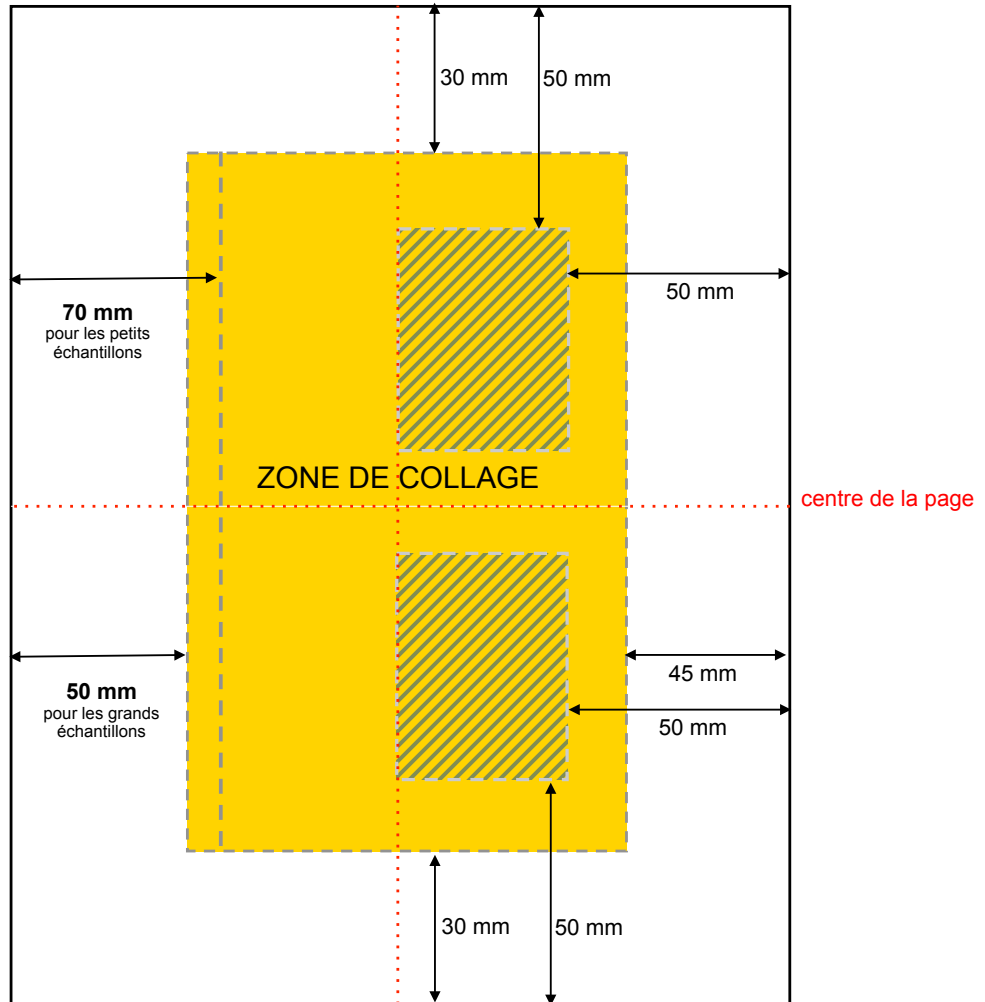 30 mm
50 mm
50 mm
70 mm
pour les petits
échantillons
ZONE DE COLLAGE
centre de la page
45 mm
50 mm
pour les grands
échantillons
50 mm
30 mm
50 mm